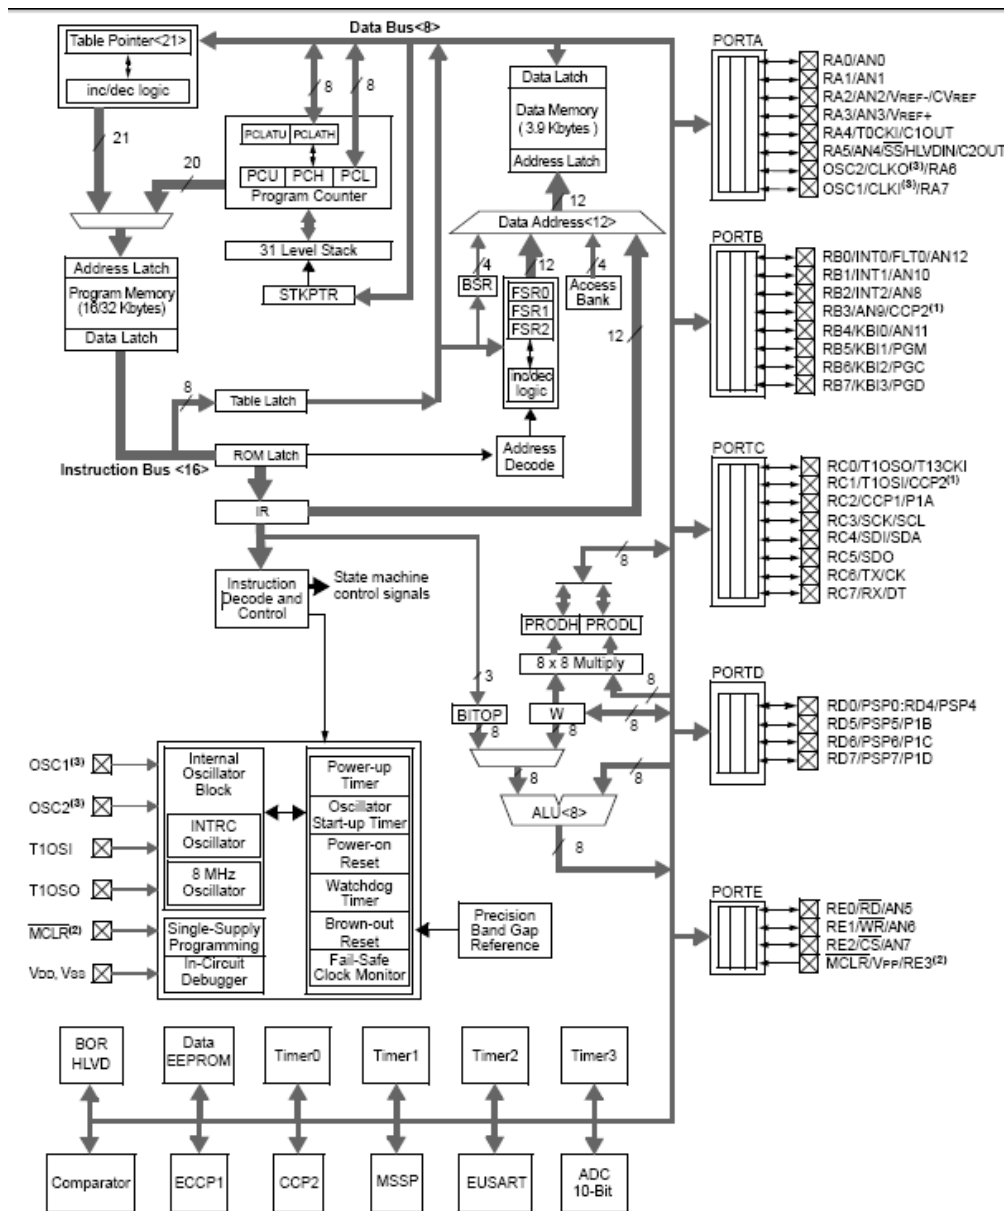 Data Bus<8>
Table Pointer<21>
inc/dec logic
21
20
8
8
PCLATU PCLATH
PCU PCH PCL
Program Counter
31 Level Stack
STKPTR
Address Latch
Program Memory
(16/32 Kbytes)
Data Latch
8
Table Latch
Instruction Bus <16>
ROM Latch
IR
Data Latch
Data Memory
( 3.9 Kbytes )
Address Latch
12
Data Address<12>
4
12
4
BSR
FSR0
FSR1
FSR2
Access
Bank
12
inc/dec
logic
Address
Decode
Instruction
Decode and
Control
State machine
control signals
8
PRODH PRODL
8 x 8 Multiply
3
8
BITOP
W
8
8
8
8
8
ALU<8>
8
OSC1(3)
OSC2(3)
T1OSI
T1OSO
MCLR(2)
VDD, VSS
Internal
Oscillator
Block
INTRC
Oscillator
8 MHz
Oscillator
Single-Supply
Programming
In-Circuit
Debugger
Power-up
Timer
Oscillator
Start-up Timer
Power-on
Reset
Watchdog
Timer
Brown-out
Reset
Fail-Safe
Clock Monitor
Precision
Band Gap
Reference
PORTA
RA0/AN0
RA1/AN1
RA2/AN2/VREF-/CVREF
RA3/AN3/VREF+
RA4/T0CKI/C1OUT
RA5/AN4/SS/HLVDIN/C2OUT
OSC2/CLKO(3)/RA6
OSC1/CLKI(3)/RA7
PORTB
RB0/INT0/FLT0/AN12
RB1/INT1/AN10
RB2/INT2/AN8
RB3/AN9/CCP2(1)
RB4/KBI0/AN11
RB5/KBI1/PGM
RB6/KBI2/PGC
RB7/KBI3/PGD
PORTC
RC0/T1OSO/T13CKI
RC1/T1OSI/CCP2(1)
RC2/CCP1/P1A
RC3/SCK/SCL
RC4/SDI/SDA
RC5/SDO
RC6/TX/CK
RC7/RX/DT
PORTD
RD0/PSP0:RD4/PSP4
RD5/PSP5/P1B
RD6/PSP6/P1C
RD7/PSP7/P1D
PORTE
RE0/RD/AN5
RE1/WR/AN6
RE2/CS/AN7
MCLR/VPP/RE3(2)
BOR
HLVD
Data
EEPROM
Timer0
Timer1
Timer2
Timer3
Comparator
ECCP1
CCP2
MSSP
EUSART
ADC
10-Bit